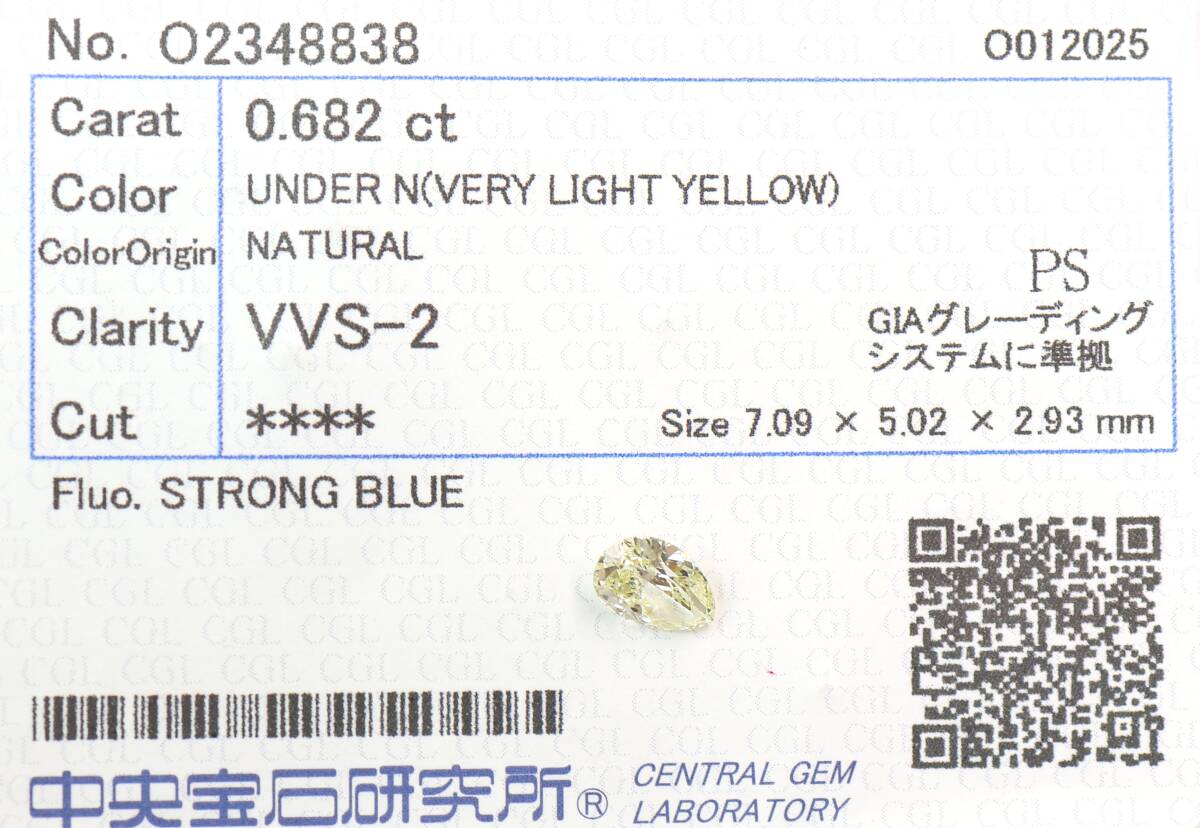 No. O2348838
O012025
Carat 0.682 ct
Color UNDER N(VERY LIGHT YELLOW)
ColorOrigin NATURAL
Clarity VVS-2
PS
GIAグレーディング
システムに準拠
Cut ****
Size 7.09 × 5.02 × 2.93 mm
Fluo. STRONG BLUE
中央宝石研究所®
CENTRAL GEM
LABORATORY